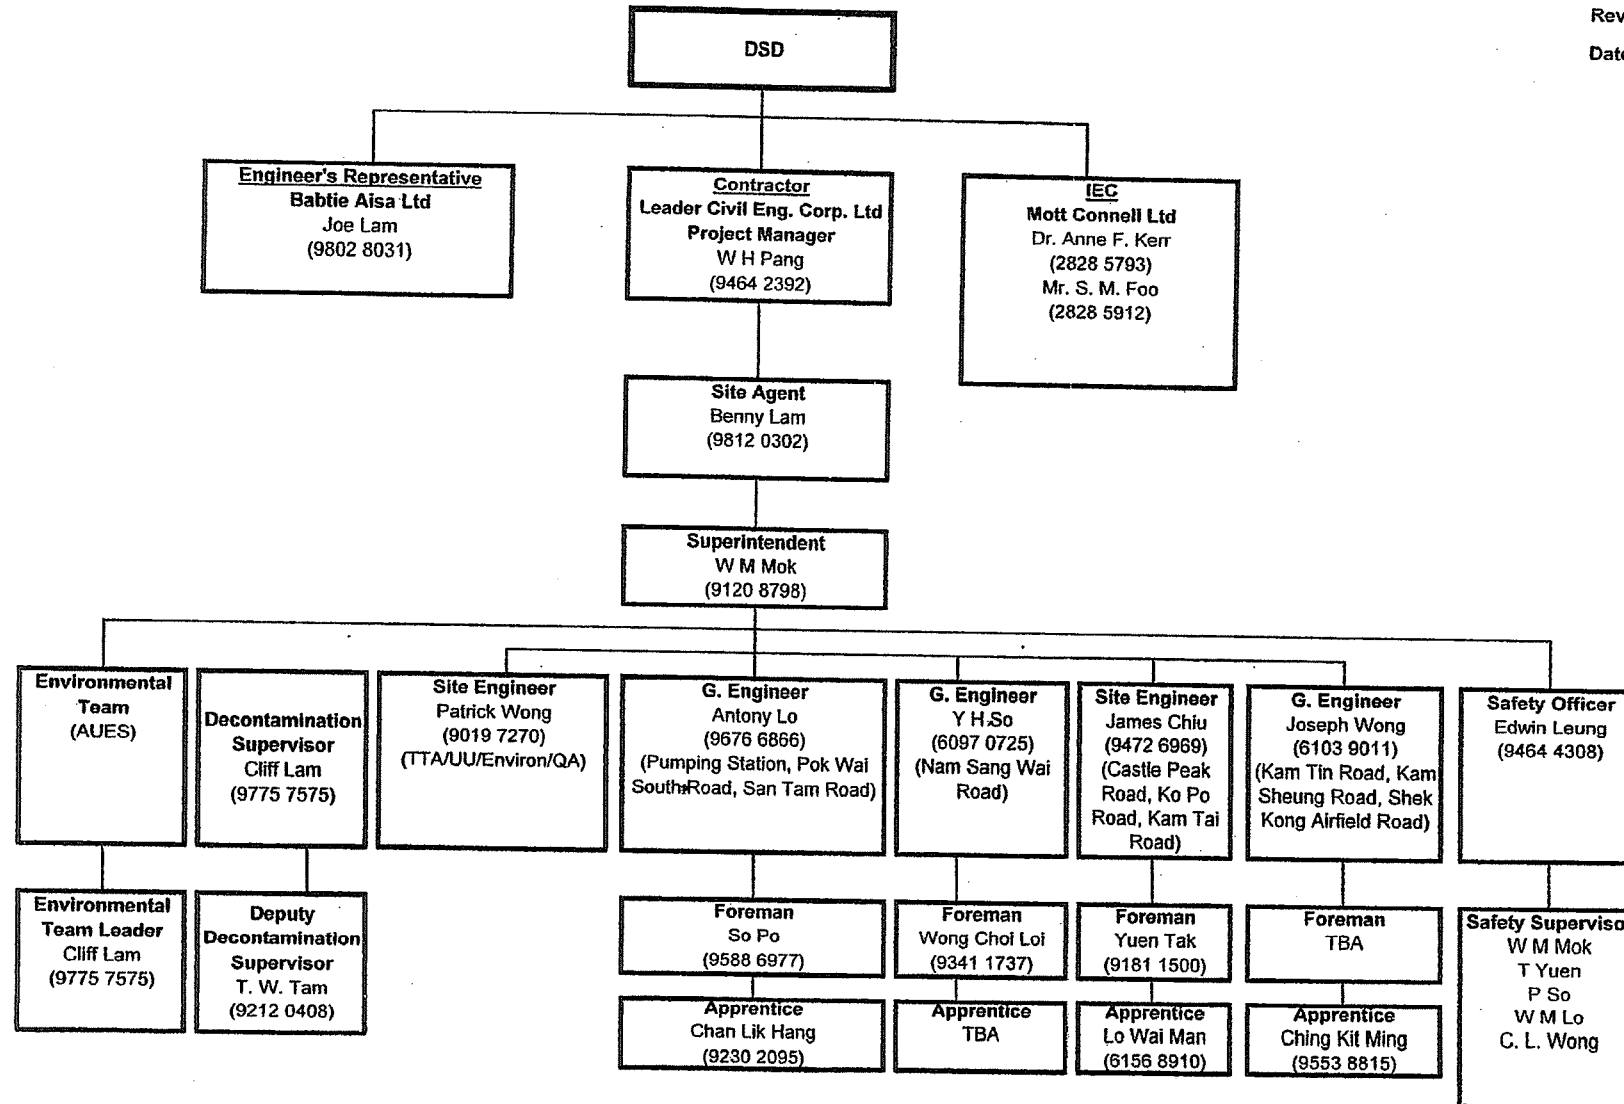 Rev
Date
DSD
Engineer's Representative
Babtie Aisa Ltd
Joe Lam
(9802 8031)
Contractor
Leader Civil Eng. Corp. Ltd
Project Manager
W H Pang
(9464 2392)
IEC
Mott Connell Ltd
Dr. Anne F. Kerr
(2828 5793)
Mr. S. M. Foo
(2828 5912)
Site Agent
Benny Lam
(9812 0302)
Superintendent
W M Mok
(9120 8798)
Environmental
Team
(AUES)
Decontamination
Supervisor
Cliff Lam
(9775 7575)
Site Engineer
Patrick Wong
(9019 7270)
(TTA/UU/Environ/QA)
G. Engineer
Antony Lo
(9676 6866)
(Pumping Station, Pok Wai
South Road, San Tam Road)
G. Engineer
Y H So
(6097 0725)
(Nam Sang Wai
Road)
Site Engineer
James Chiu
(9472 6969)
(Castle Peak
Road, Ko Po
Road, Kam Tai
Road)
G. Engineer
Joseph Wong
(6103 9011)
(Kam Tin Road, Kam
Sheung Road, Shek
Kong Airfield Road)
Safety Officer
Edwin Leung
(9464 4308)
Environmental
Team Leader
Cliff Lam
(9775 7575)
Deputy
Decontamination
Supervisor
T. W. Tam
(9212 0408)
Foreman
So Po
(9588 6977)
Foreman
Wong Choi Loi
(9341 1737)
Foreman
Yuen Tak
(9181 1500)
Foreman
TBA
Safety Supervisor
W M Mok
T Yuen
P So
W M Lo
C. L. Wong
Apprentice
Chan Lik Hang
(9230 2095)
Apprentice
TBA
Apprentice
Lo Wai Man
(6156 8910)
Apprentice
Ching Kit Ming
(9553 8815)